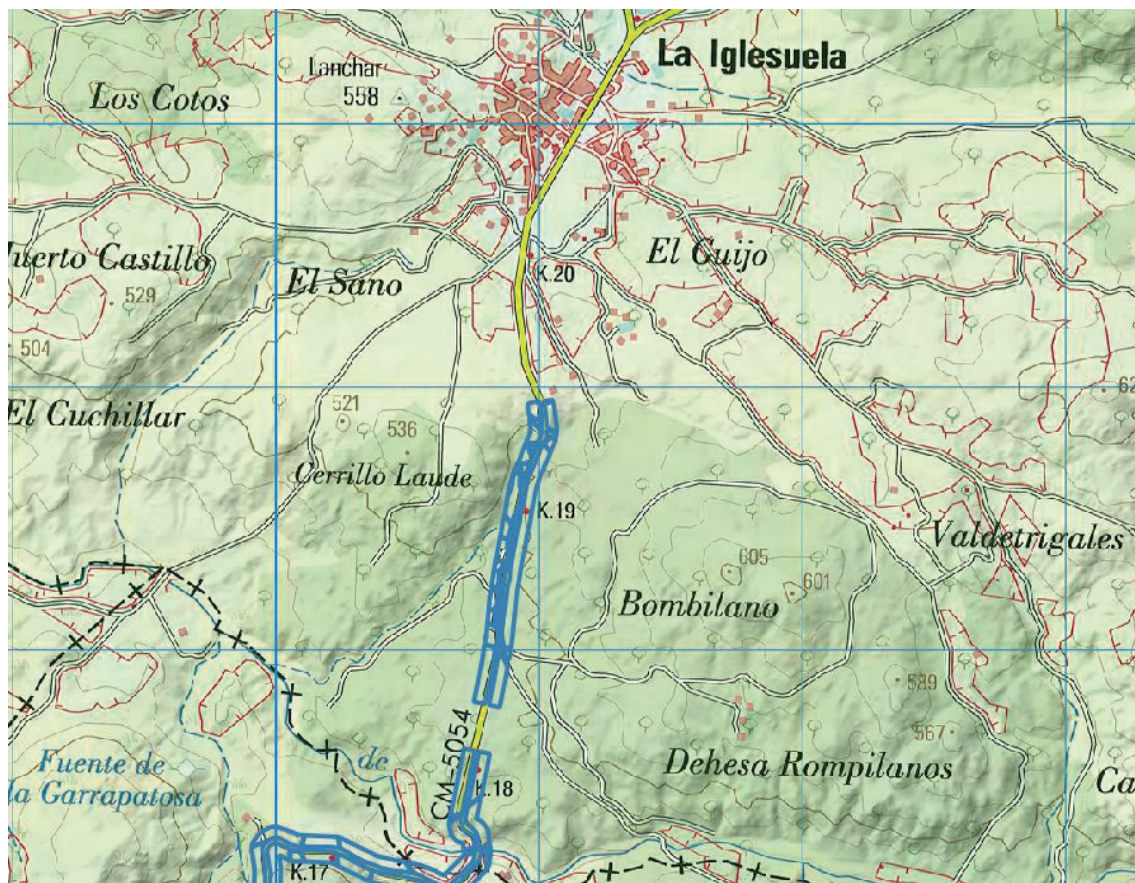 La Iglesuela
Lanchar
558
Los Cotos
uerto Castillo
El Sano
El Guijo
K.20
529
504
El Cuchillar
521
536
62
Cerrillo Laude
K.19
Valdetrigales
605
601
Bombilano
589
567
CM-5054
Fuente de
la Garrapatosa
de
Dehesa Rompilanos
Ca
K.18
K.17